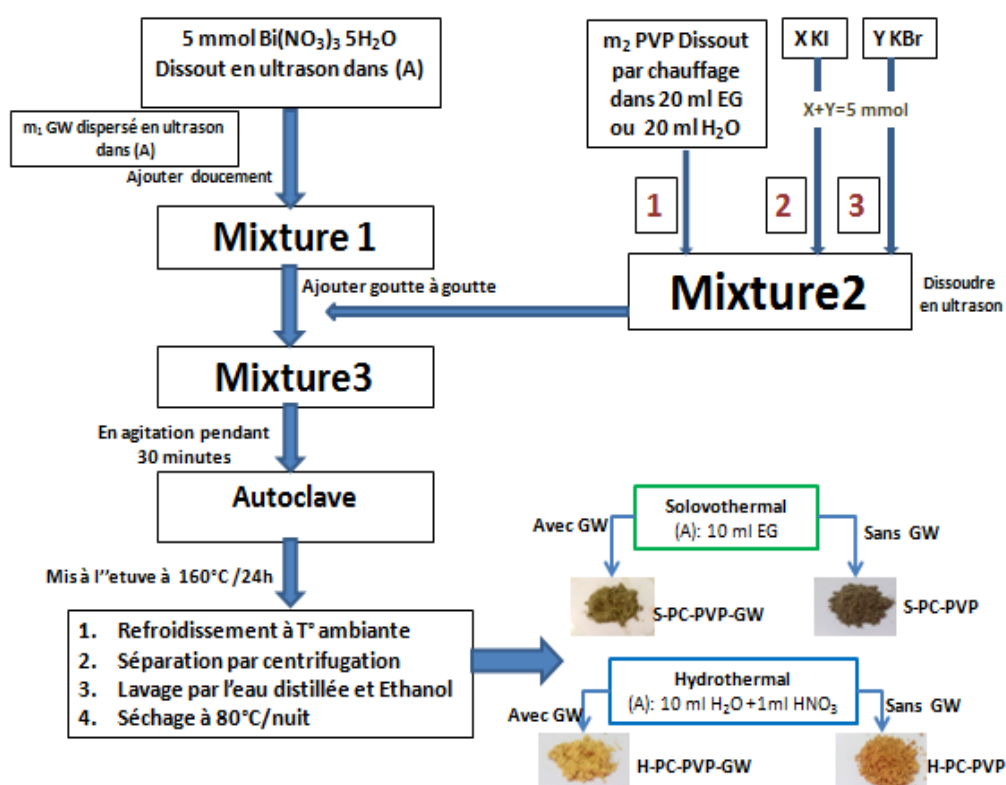 5 mmol Bi(NO₃)₃ 5H₂O
Dissout en ultrason dans (A)
m₁ GW dispersé en ultrason
dans (A)
Ajouter doucement
Mixture 1
m₂ PVP Dissout
par chauffage
dans 20 ml EG
ou 20 ml H₂O
X KI
Y KBr
X+Y=5 mmol
1
2
3
Mixture2
Dissoudre
en ultrason
Ajouter goutte à goutte
Mixture3
En agitation pendant
30 minutes
Autoclave
Mis à l''etuve à 160°C /24h
1. Refroidissement à T° ambiante
2. Séparation par centrifugation
3. Lavage par l'eau distillée et Ethanol
4. Séchage à 80°C/nuit
Solovothermal
(A): 10 ml EG
Avec GW
Sans GW
S-PC-PVP-GW
S-PC-PVP
Hydrothermal
(A): 10 ml H₂O +1ml HNO₃
Avec GW
Sans GW
H-PC-PVP-GW
H-PC-PVP